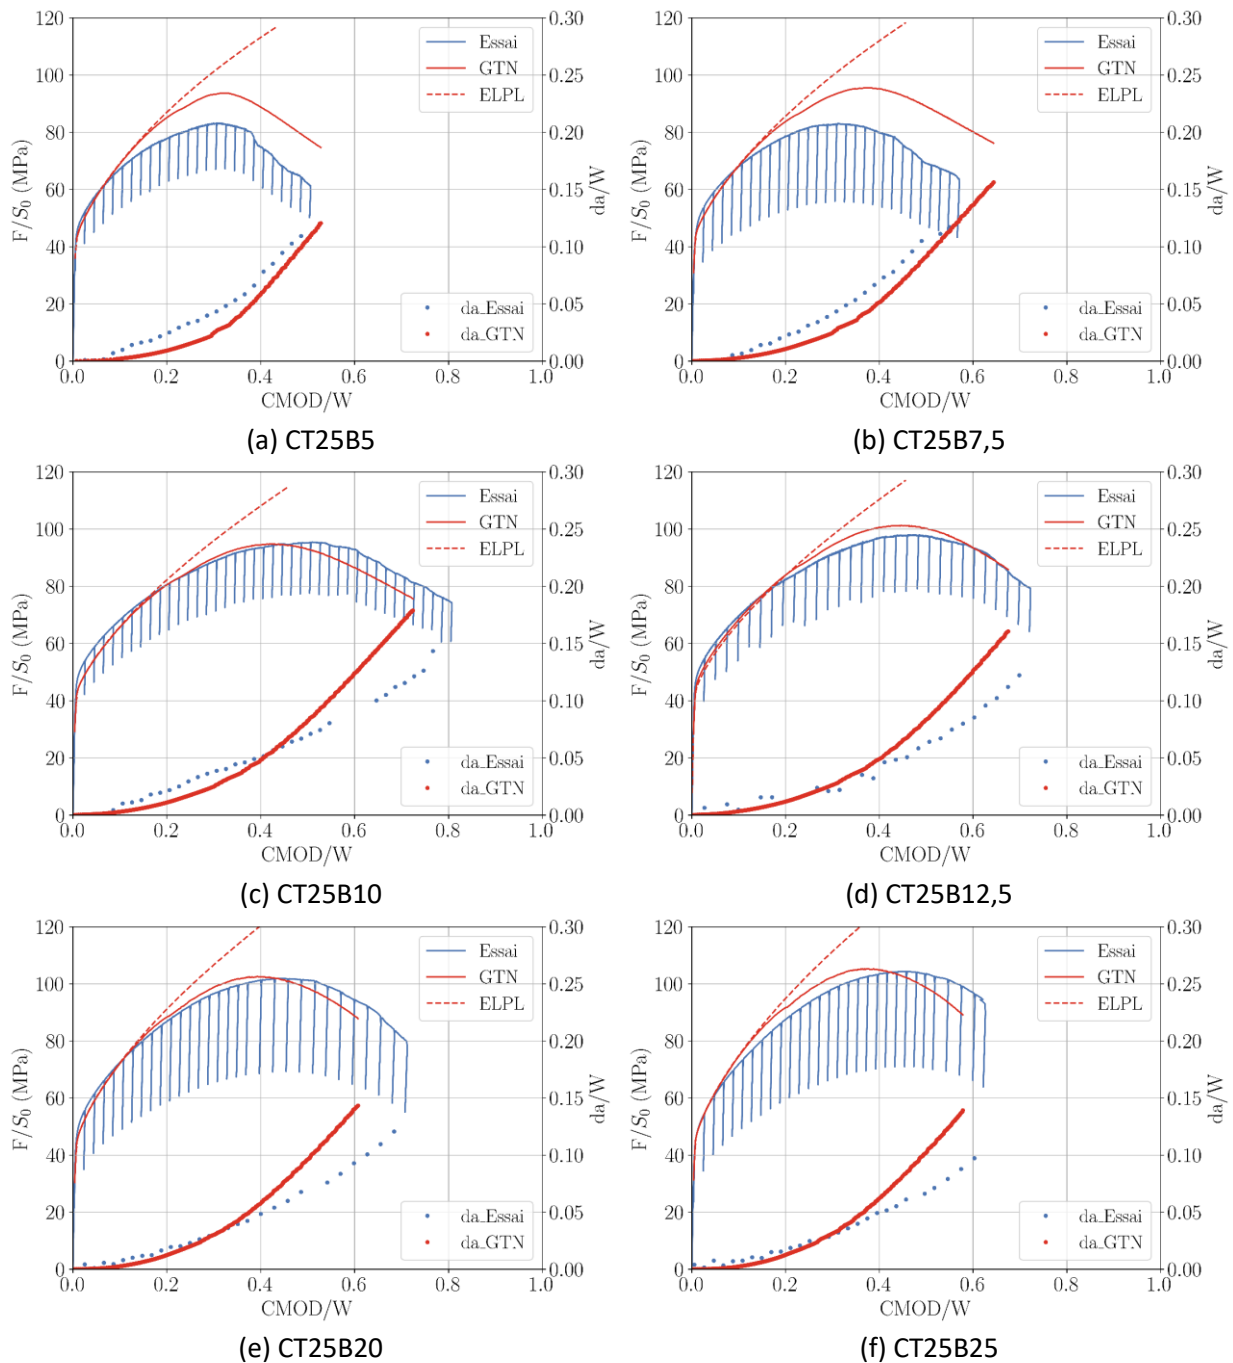 120 100 80 60 40 20 0
F/S₀ (MPa)
0.30 0.25 0.20 0.15 0.10 0.05 0.00
da/W
Essai
GTN
ELPL
da_Essai
da_GTN
0.0 0.2 0.4 0.6 0.8 1.0
CMOD/W
(a) CT25B5
120 100 80 60 40 20 0
F/S₀ (MPa)
0.30 0.25 0.20 0.15 0.10 0.05 0.00
da/W
Essai
GTN
ELPL
da_Essai
da_GTN
0.0 0.2 0.4 0.6 0.8 1.0
CMOD/W
(b) CT25B7,5
120 100 80 60 40 20 0
F/S₀ (MPa)
0.30 0.25 0.20 0.15 0.10 0.05 0.00
da/W
Essai
GTN
ELPL
da_Essai
da_GTN
0.0 0.2 0.4 0.6 0.8 1.0
CMOD/W
(c) CT25B10
120 100 80 60 40 20 0
F/S₀ (MPa)
0.30 0.25 0.20 0.15 0.10 0.05 0.00
da/W
Essai
GTN
ELPL
da_Essai
da_GTN
0.0 0.2 0.4 0.6 0.8 1.0
CMOD/W
(d) CT25B12,5
120 100 80 60 40 20 0
F/S₀ (MPa)
0.30 0.25 0.20 0.15 0.10 0.05 0.00
da/W
Essai
GTN
ELPL
da_Essai
da_GTN
0.0 0.2 0.4 0.6 0.8 1.0
CMOD/W
(e) CT25B20
120 100 80 60 40 20 0
F/S₀ (MPa)
0.30 0.25 0.20 0.15 0.10 0.05 0.00
da/W
Essai
GTN
ELPL
da_Essai
da_GTN
0.0 0.2 0.4 0.6 0.8 1.0
CMOD/W
(f) CT25B25